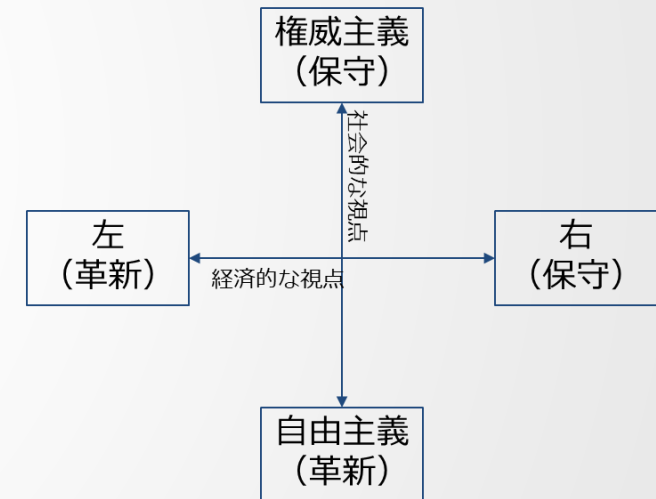 権威主義
（保守）
社会的な視点
左
（革新）
経済的な視点
右
（保守）
自由主義
（革新）